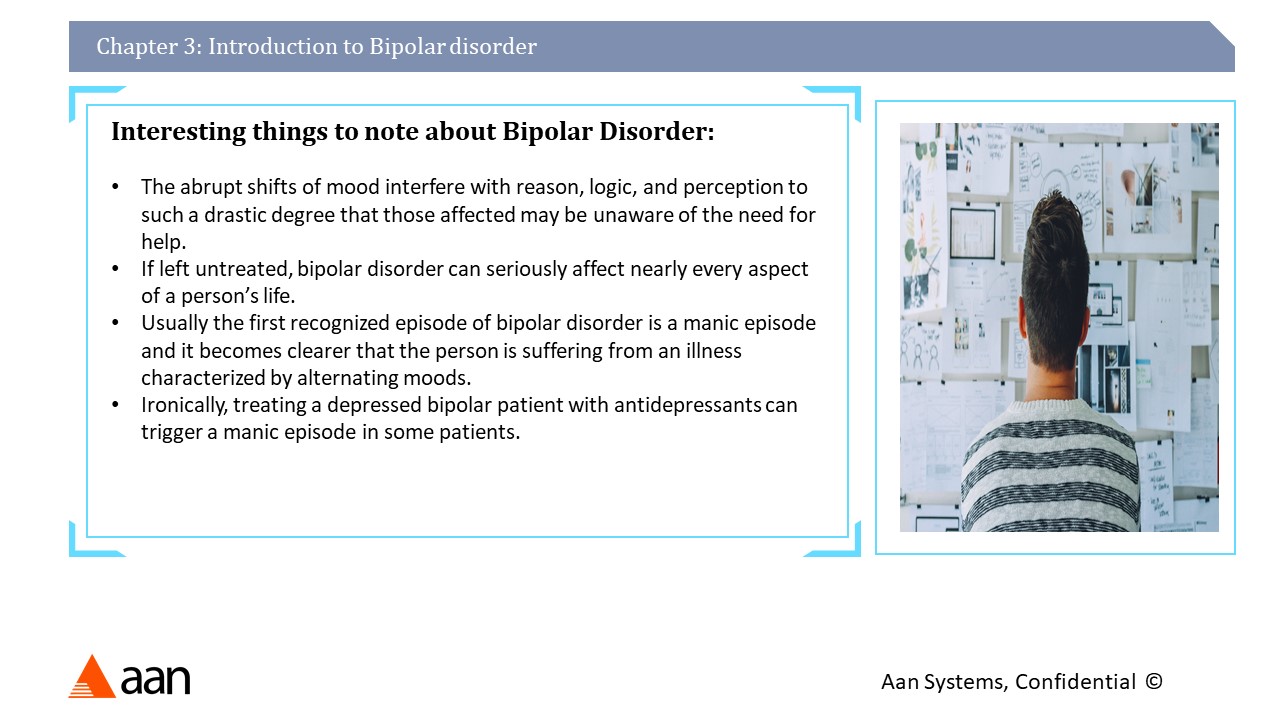 Chapter 3: Introduction to Bipolar disorder
Interesting things to note about Bipolar Disorder:
• The abrupt shifts of mood interfere with reason, logic, and perception to
such a drastic degree that those affected may be unaware of the need for
help.
• If left untreated, bipolar disorder can seriously affect nearly every aspect
of a person’s life.
• Usually the first recognized episode of bipolar disorder is a manic episode
and it becomes clearer that the person is suffering from an illness
characterized by alternating moods.
• Ironically, treating a depressed bipolar patient with antidepressants can
trigger a manic episode in some patients.
aan
Aan Systems, Confidential ©